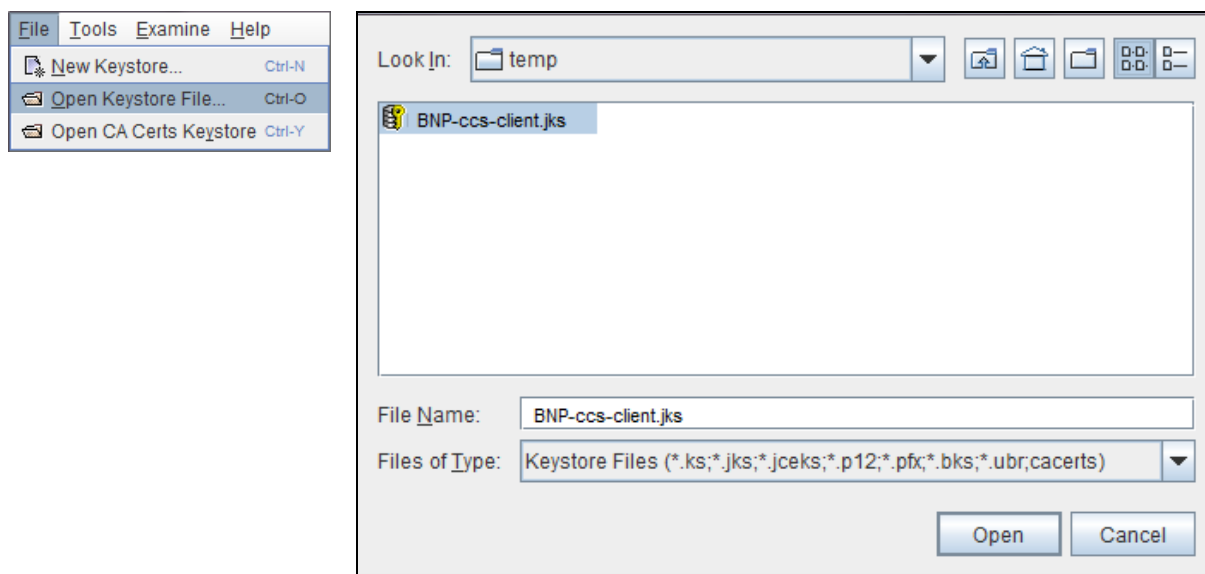 File Tools Examine Help
New Keystore... Ctrl-N
Open Keystore File... Ctrl-O
Open CA Certs Keystore Ctrl-Y
Look In: temp
BNP-ccs-client.jks
File Name: BNP-ccs-client.jks
Files of Type: Keystore Files (*.ks;*.jks;*.jceks;*.p12;*.pfx;*.bks;*.ubr;cacerts)
Open Cancel